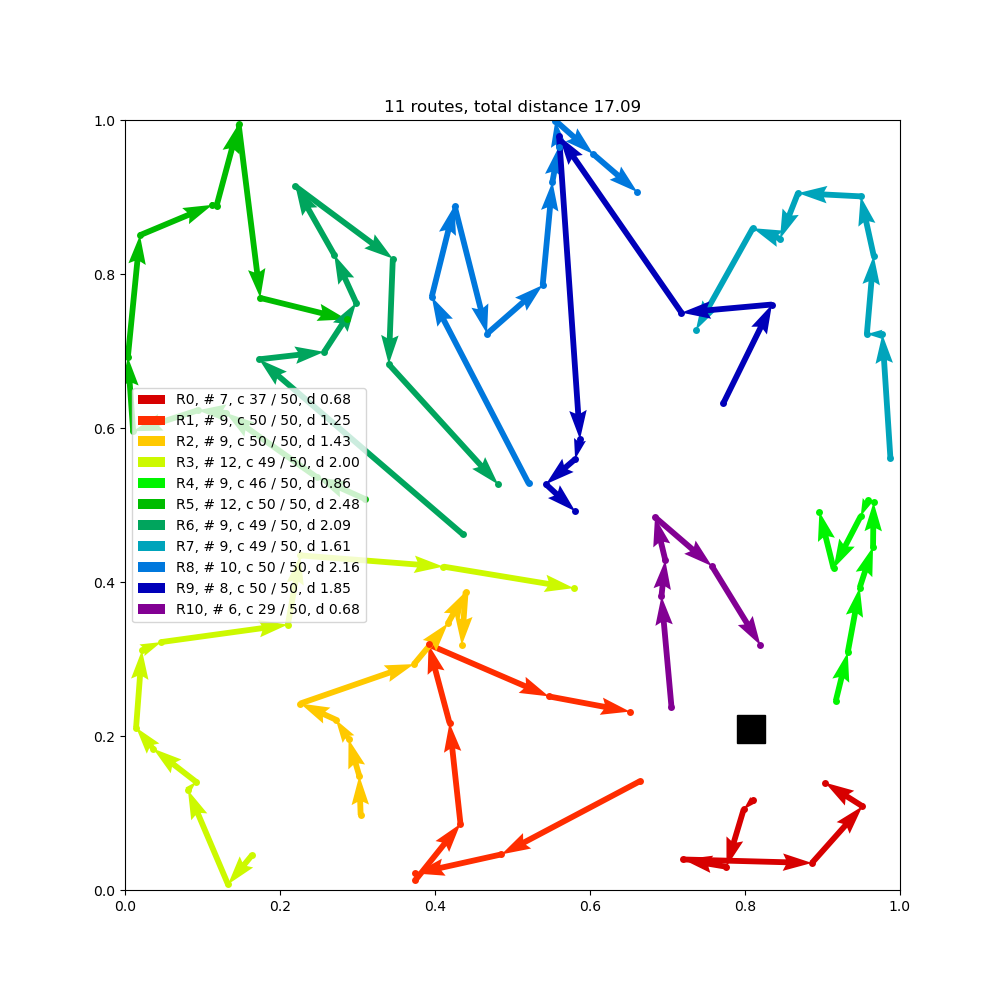 11 routes, total distance 17.09
1.0
0.8
0.6
0.4
0.2
0.0
R0, # 7, c 37 / 50, d 0.68
R1, # 9, c 50 / 50, d 1.25
R2, # 9, c 50 / 50, d 1.43
R3, # 12, c 49 / 50, d 2.00
R4, # 9, c 46 / 50, d 0.86
R5, # 12, c 50 / 50, d 2.48
R6, # 9, c 49 / 50, d 2.09
R7, # 9, c 49 / 50, d 1.61
R8, # 10, c 50 / 50, d 2.16
R9, # 8, c 50 / 50, d 1.85
R10, # 6, c 29 / 50, d 0.68
0.0 0.2 0.4 0.6 0.8 1.0